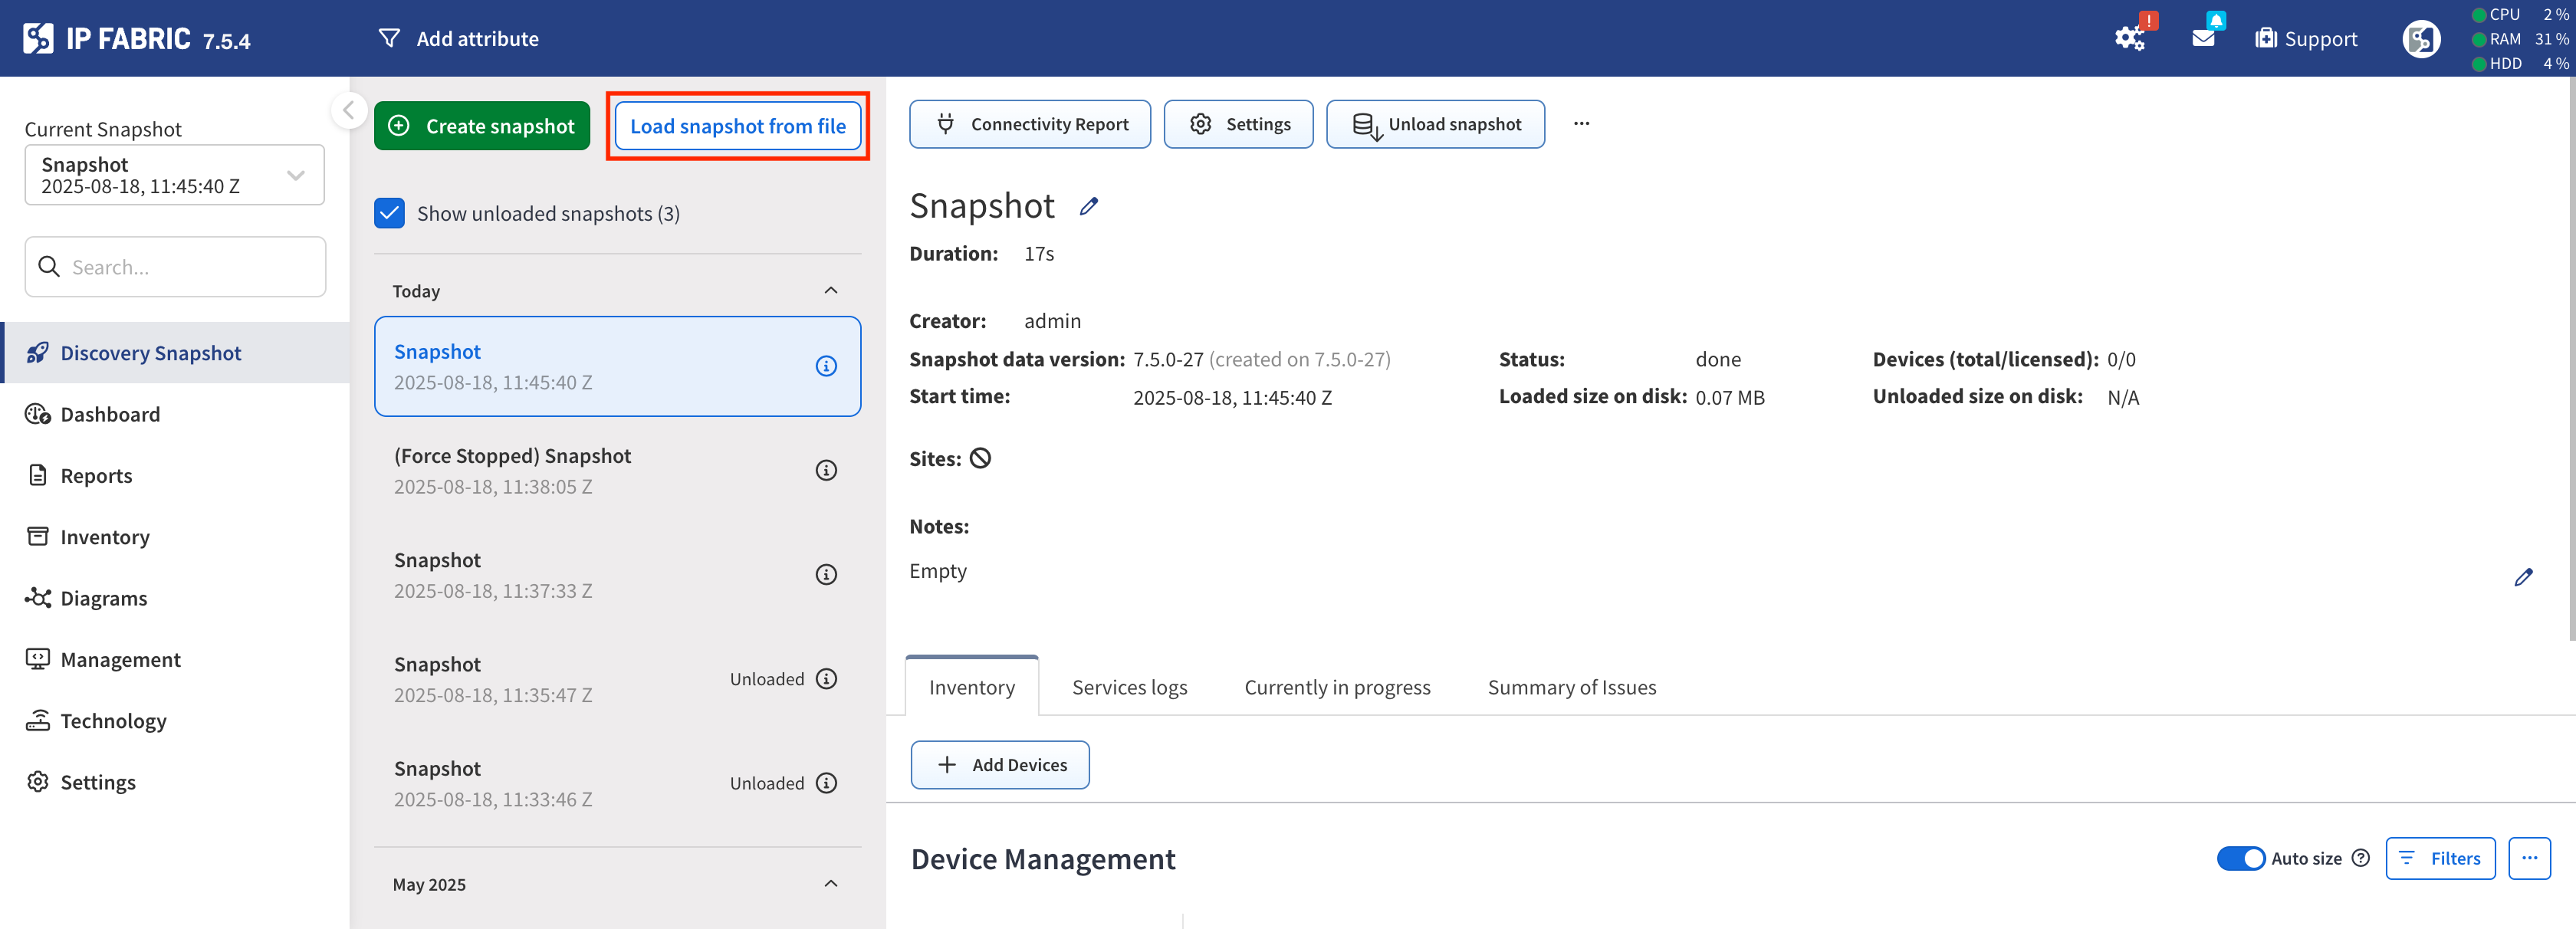 IP FABRIC 7.5.4
Add attribute
!
Support
CPU 2 %
RAM 31 %
HDD 4 %
Current Snapshot
Snapshot
2025-08-18, 11:45:40 Z
Search...
Discovery Snapshot
Dashboard
Reports
Inventory
Diagrams
Management
Technology
Settings
Create snapshot
Load snapshot from file
Show unloaded snapshots (3)
Today
Snapshot
2025-08-18, 11:45:40 Z
(Force Stopped) Snapshot
2025-08-18, 11:38:05 Z
Snapshot
2025-08-18, 11:37:33 Z
Snapshot
2025-08-18, 11:35:47 Z
Unloaded
Snapshot
2025-08-18, 11:33:46 Z
Unloaded
May 2025
Connectivity Report
Settings
Unload snapshot
...
Snapshot
Duration: 17s
Creator: admin
Snapshot data version: 7.5.0-27 (created on 7.5.0-27)
Status: done
Devices (total/licensed): 0/0
Start time: 2025-08-18, 11:45:40 Z
Loaded size on disk: 0.07 MB
Unloaded size on disk: N/A
Sites:
Notes:
Empty
Inventory
Services logs
Currently in progress
Summary of Issues
Add Devices
Device Management
Auto size
Filters
...